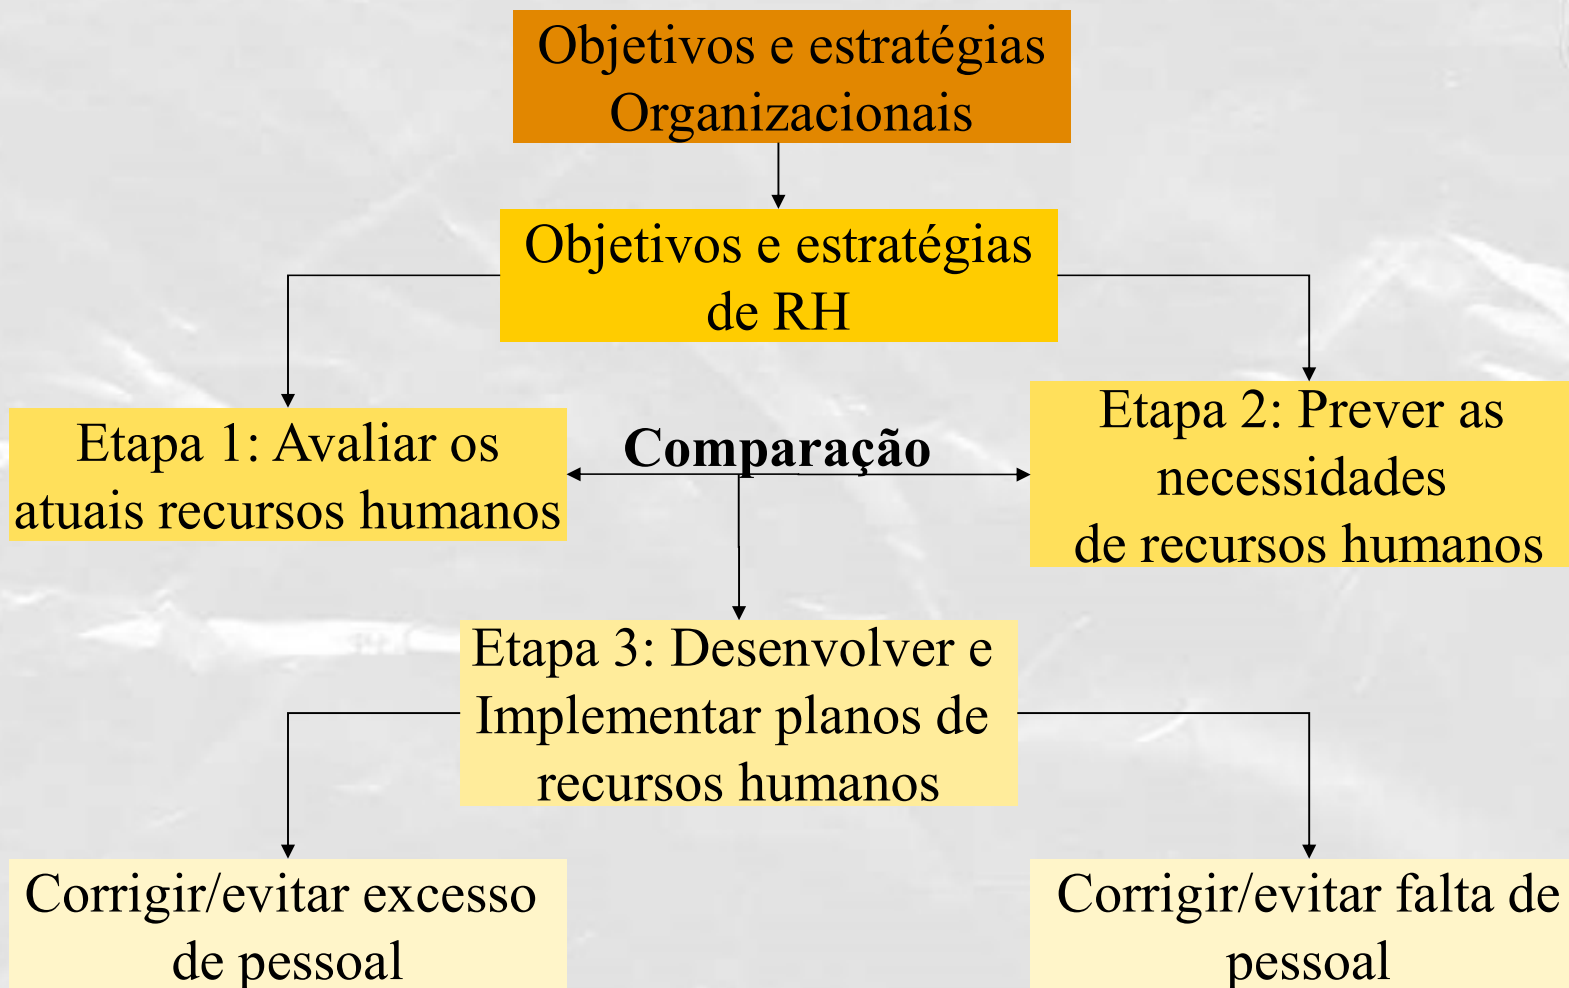 Objetivos e estratégias
Organizacionais
Objetivos e estratégias
de RH
Etapa 1: Avaliar os
atuais recursos humanos
Comparação
Etapa 2: Prever as
necessidades
de recursos humanos
Etapa 3: Desenvolver e
Implementar planos de
recursos humanos
Corrigir/evitar excesso
de pessoal
Corrigir/evitar falta de
pessoal